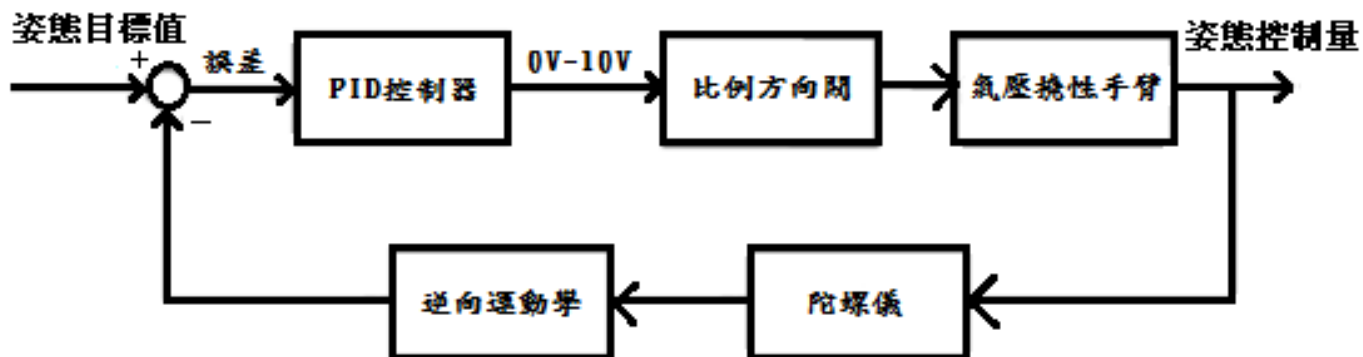 姿態目標值
姿態控制量
+
誤差
0V-10V
PID控制器
比例方向閥
氣壓撓性手臂
−
逆向運動學
陀螺儀